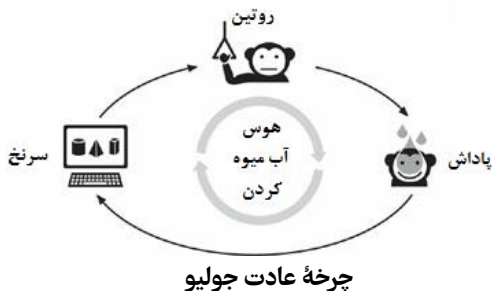 روتین
هوس
آب میوه
کردن
سرنخ
پاداش
چرخهٔ عادت جولیو